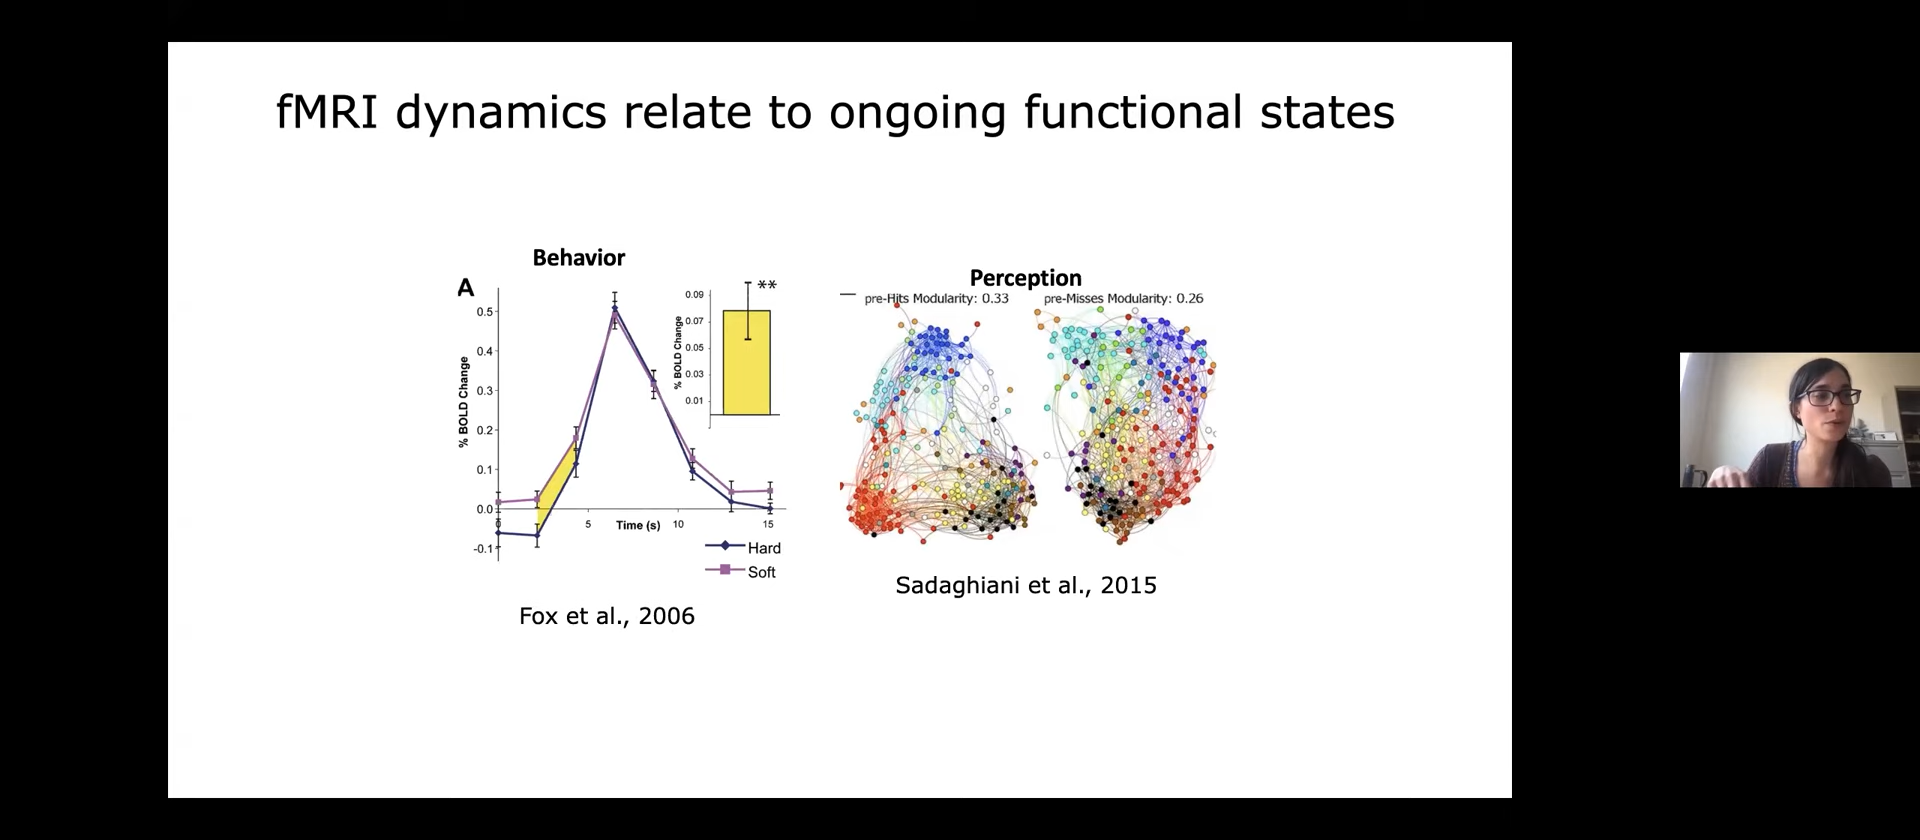 fMRI dynamics relate to ongoing functional states
Behavior
A
% BOLD Change
0.5
0.4
0.3
0.2
0.1
0.0
-0.1
0
5
Time (s)
10
15
% BOLD Change
0.09
0.07
0.05
0.03
0.01
**
Hard
Soft
Fox et al., 2006
Perception
pre-Hits Modularity: 0.33
pre-Misses Modularity: 0.26
Sadaghiani et al., 2015